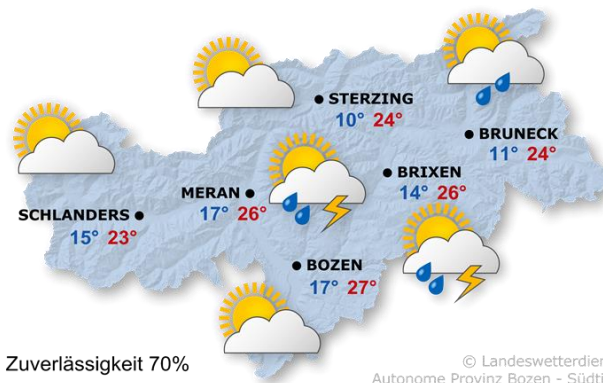 STERZING
10° 24°
BRUNECK
11° 24°
BRIXEN
14° 26°
MERAN
17° 26°
SCHLANDERS
15° 23°
BOZEN
17° 27°
Zuverlässigkeit 70%
© Landeswetterdien
Autonome Provinz Bozen - Südti